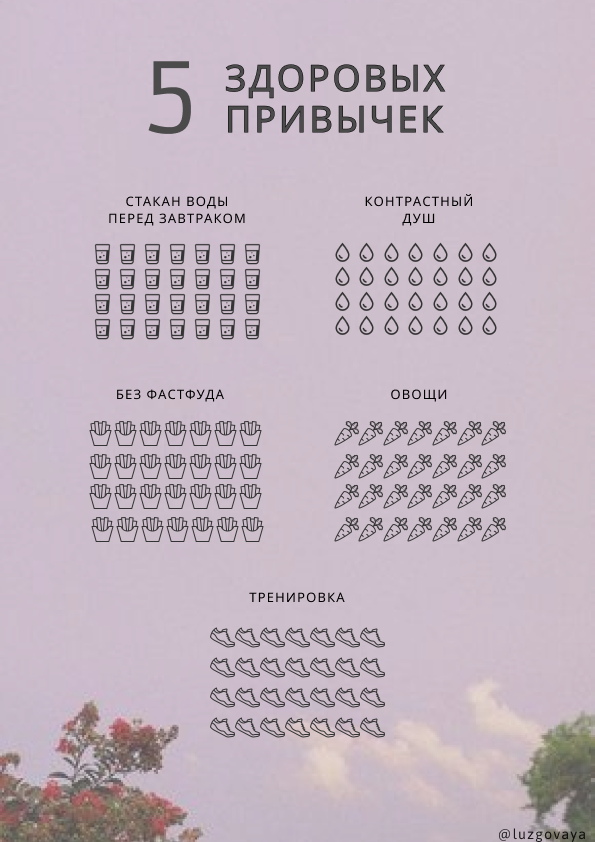 5 ЗДОРОВЫХ
ПРИВЫЧЕК
СТАКАН ВОДЫ
ПЕРЕД ЗАВТРАКОМ
КОНТРАСТНЫЙ
ДУШ
БЕЗ ФАСТФУДА
ОВОЩИ
ТРЕНИРОВКА
@luzgovaya